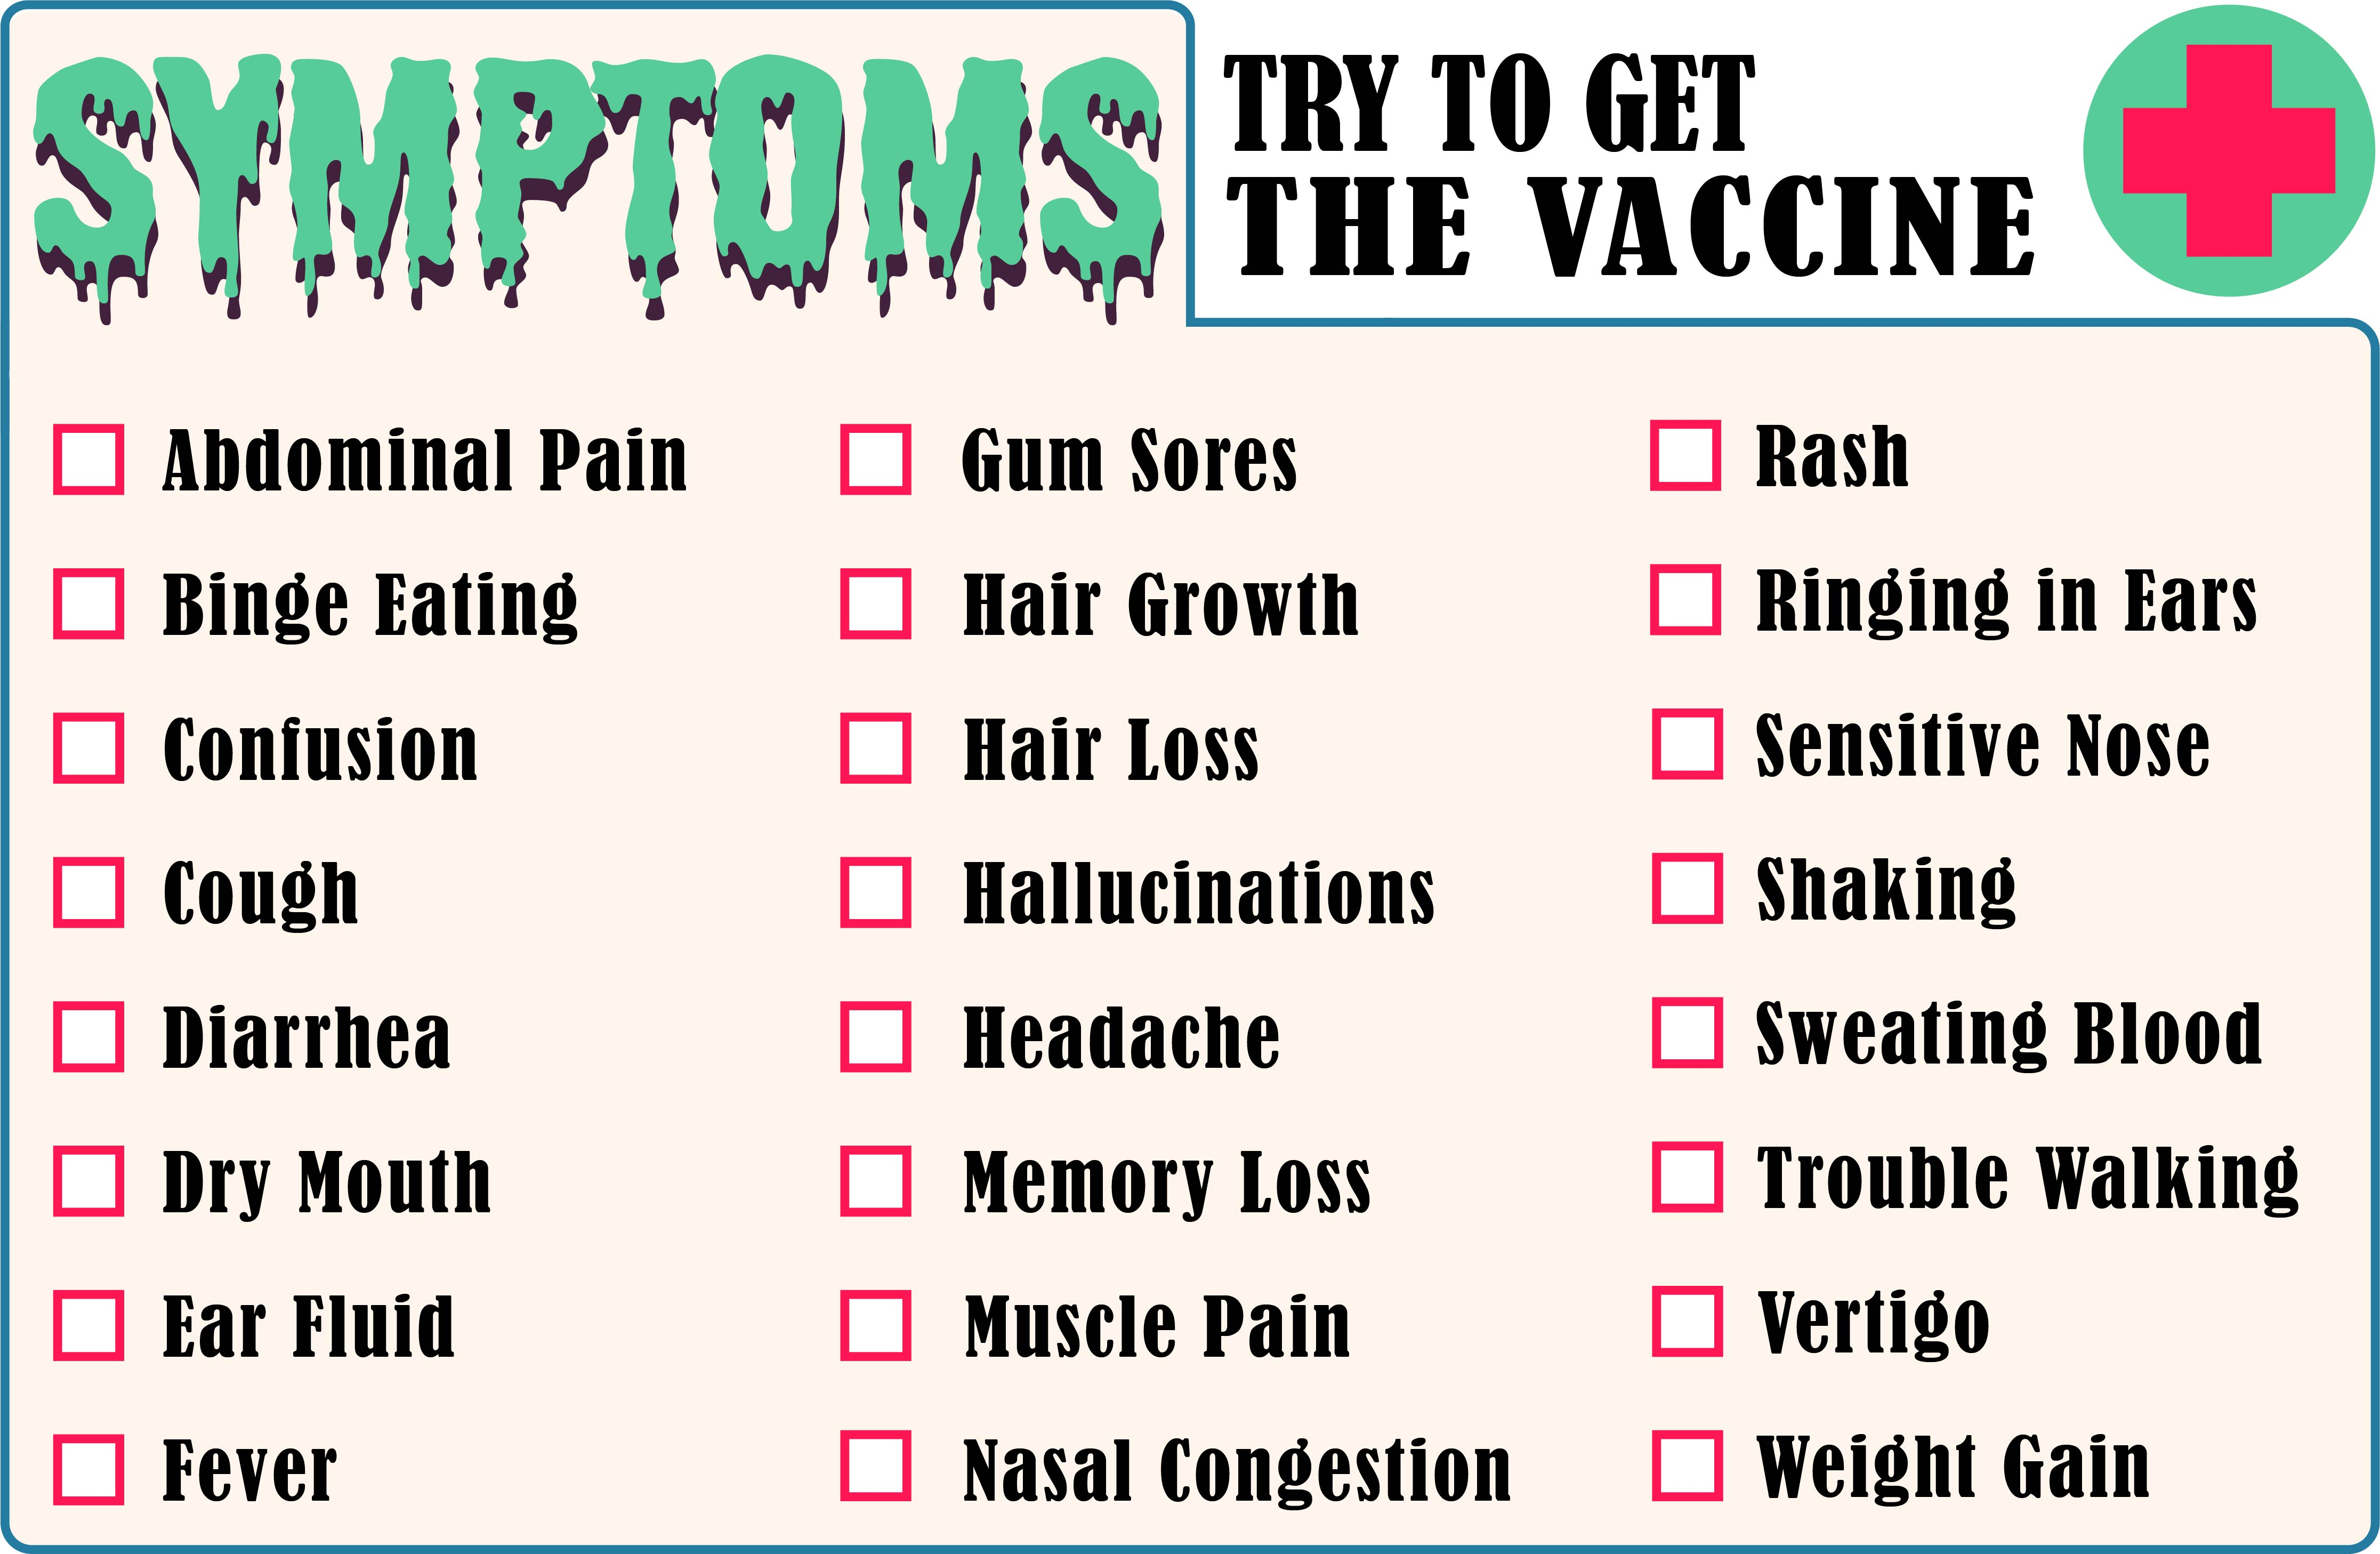 SYMPTOMS
TRY TO GET
THE VACCINE
Abdominal Pain
Binge Eating
Confusion
Cough
Diarrhea
Dry Mouth
Ear Fluid
Fever
Gum Sores
Hair Growth
Hair Loss
Hallucinations
Headache
Memory Loss
Muscle Pain
Nasal Congestion
Rash
Ringing in Ears
Sensitive Nose
Shaking
Sweating Blood
Trouble Walking
Vertigo
Weight Gain